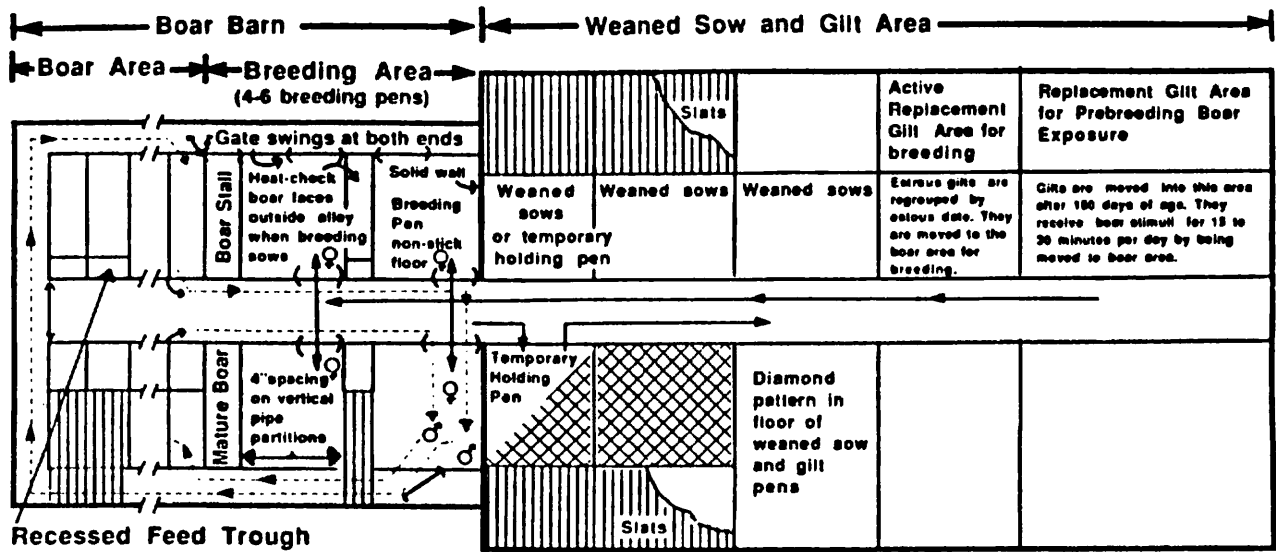 Boar Barn
Weaned Sow and Gilt Area
Boar Area
Breeding Area
(4-6 breeding pens)
Gate swings at both ends
Boar Stall
Heat-check
boar faces
outside alley
when breeding
sows
Solid wall
Breeding
Pen
non-stick
floor
Slats
Weaned
sows
or temporary
holding pen
Weaned sows
Weaned sows
Active
Replacement
Gilt Area for
breeding
Estrous gilts are
regrouped by
estous date. They
are moved to the
boar area for
breeding.
Replacement Gilt Area
for Prebreeding Boar
Exposure
Gilts are moved into this area
after 180 days of age. They
receive boar stimuli for 15 to
30 minutes per day by being
moved to boar area.
Mature Boar
4" spacing
on vertical
pipe
partitions
Temporary
Holding
Pen
Diamond
pattern in
floor of
weaned sow
and gilt
pens
Slats
Recessed Feed Trough